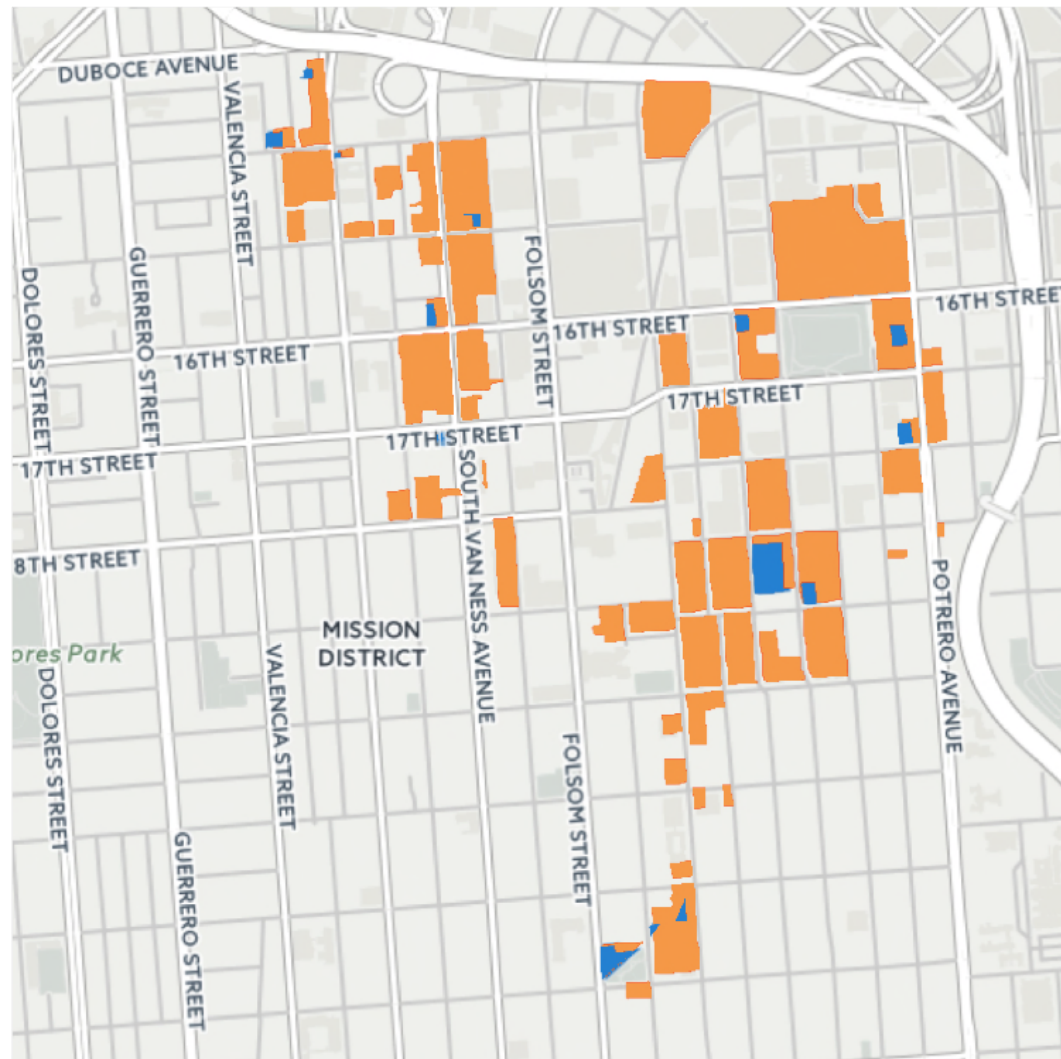 DUBOCE AVENUE
VALENCIA STREET
GUERRERO STREET
DOLORES STREET
FOLSOM STREET
16TH STREET
16TH STREET
16TH STREET
17TH STREET
17TH STREET
17TH STREET
SOUTH VAN NESS AVENUE
8TH STREET
POTRERO AVENUE
MISSION
DISTRICT
ores Park
DOLORES STREET
VALENCIA STREET
FOLSOM STREET
GUERRERO STREET